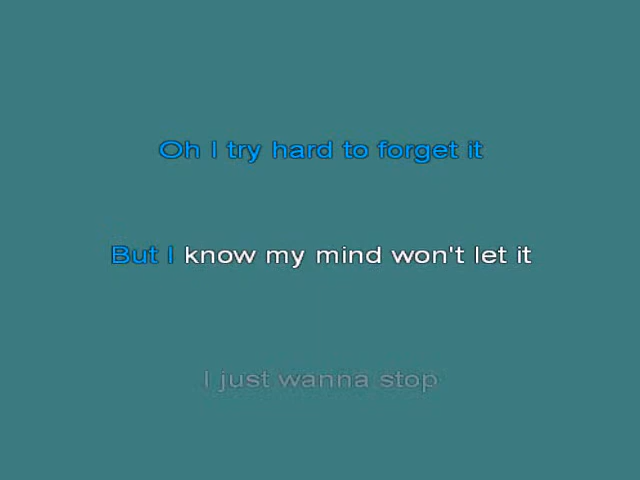 Oh I try hard to forget it
But I know my mind won't let it
I just wanna stop